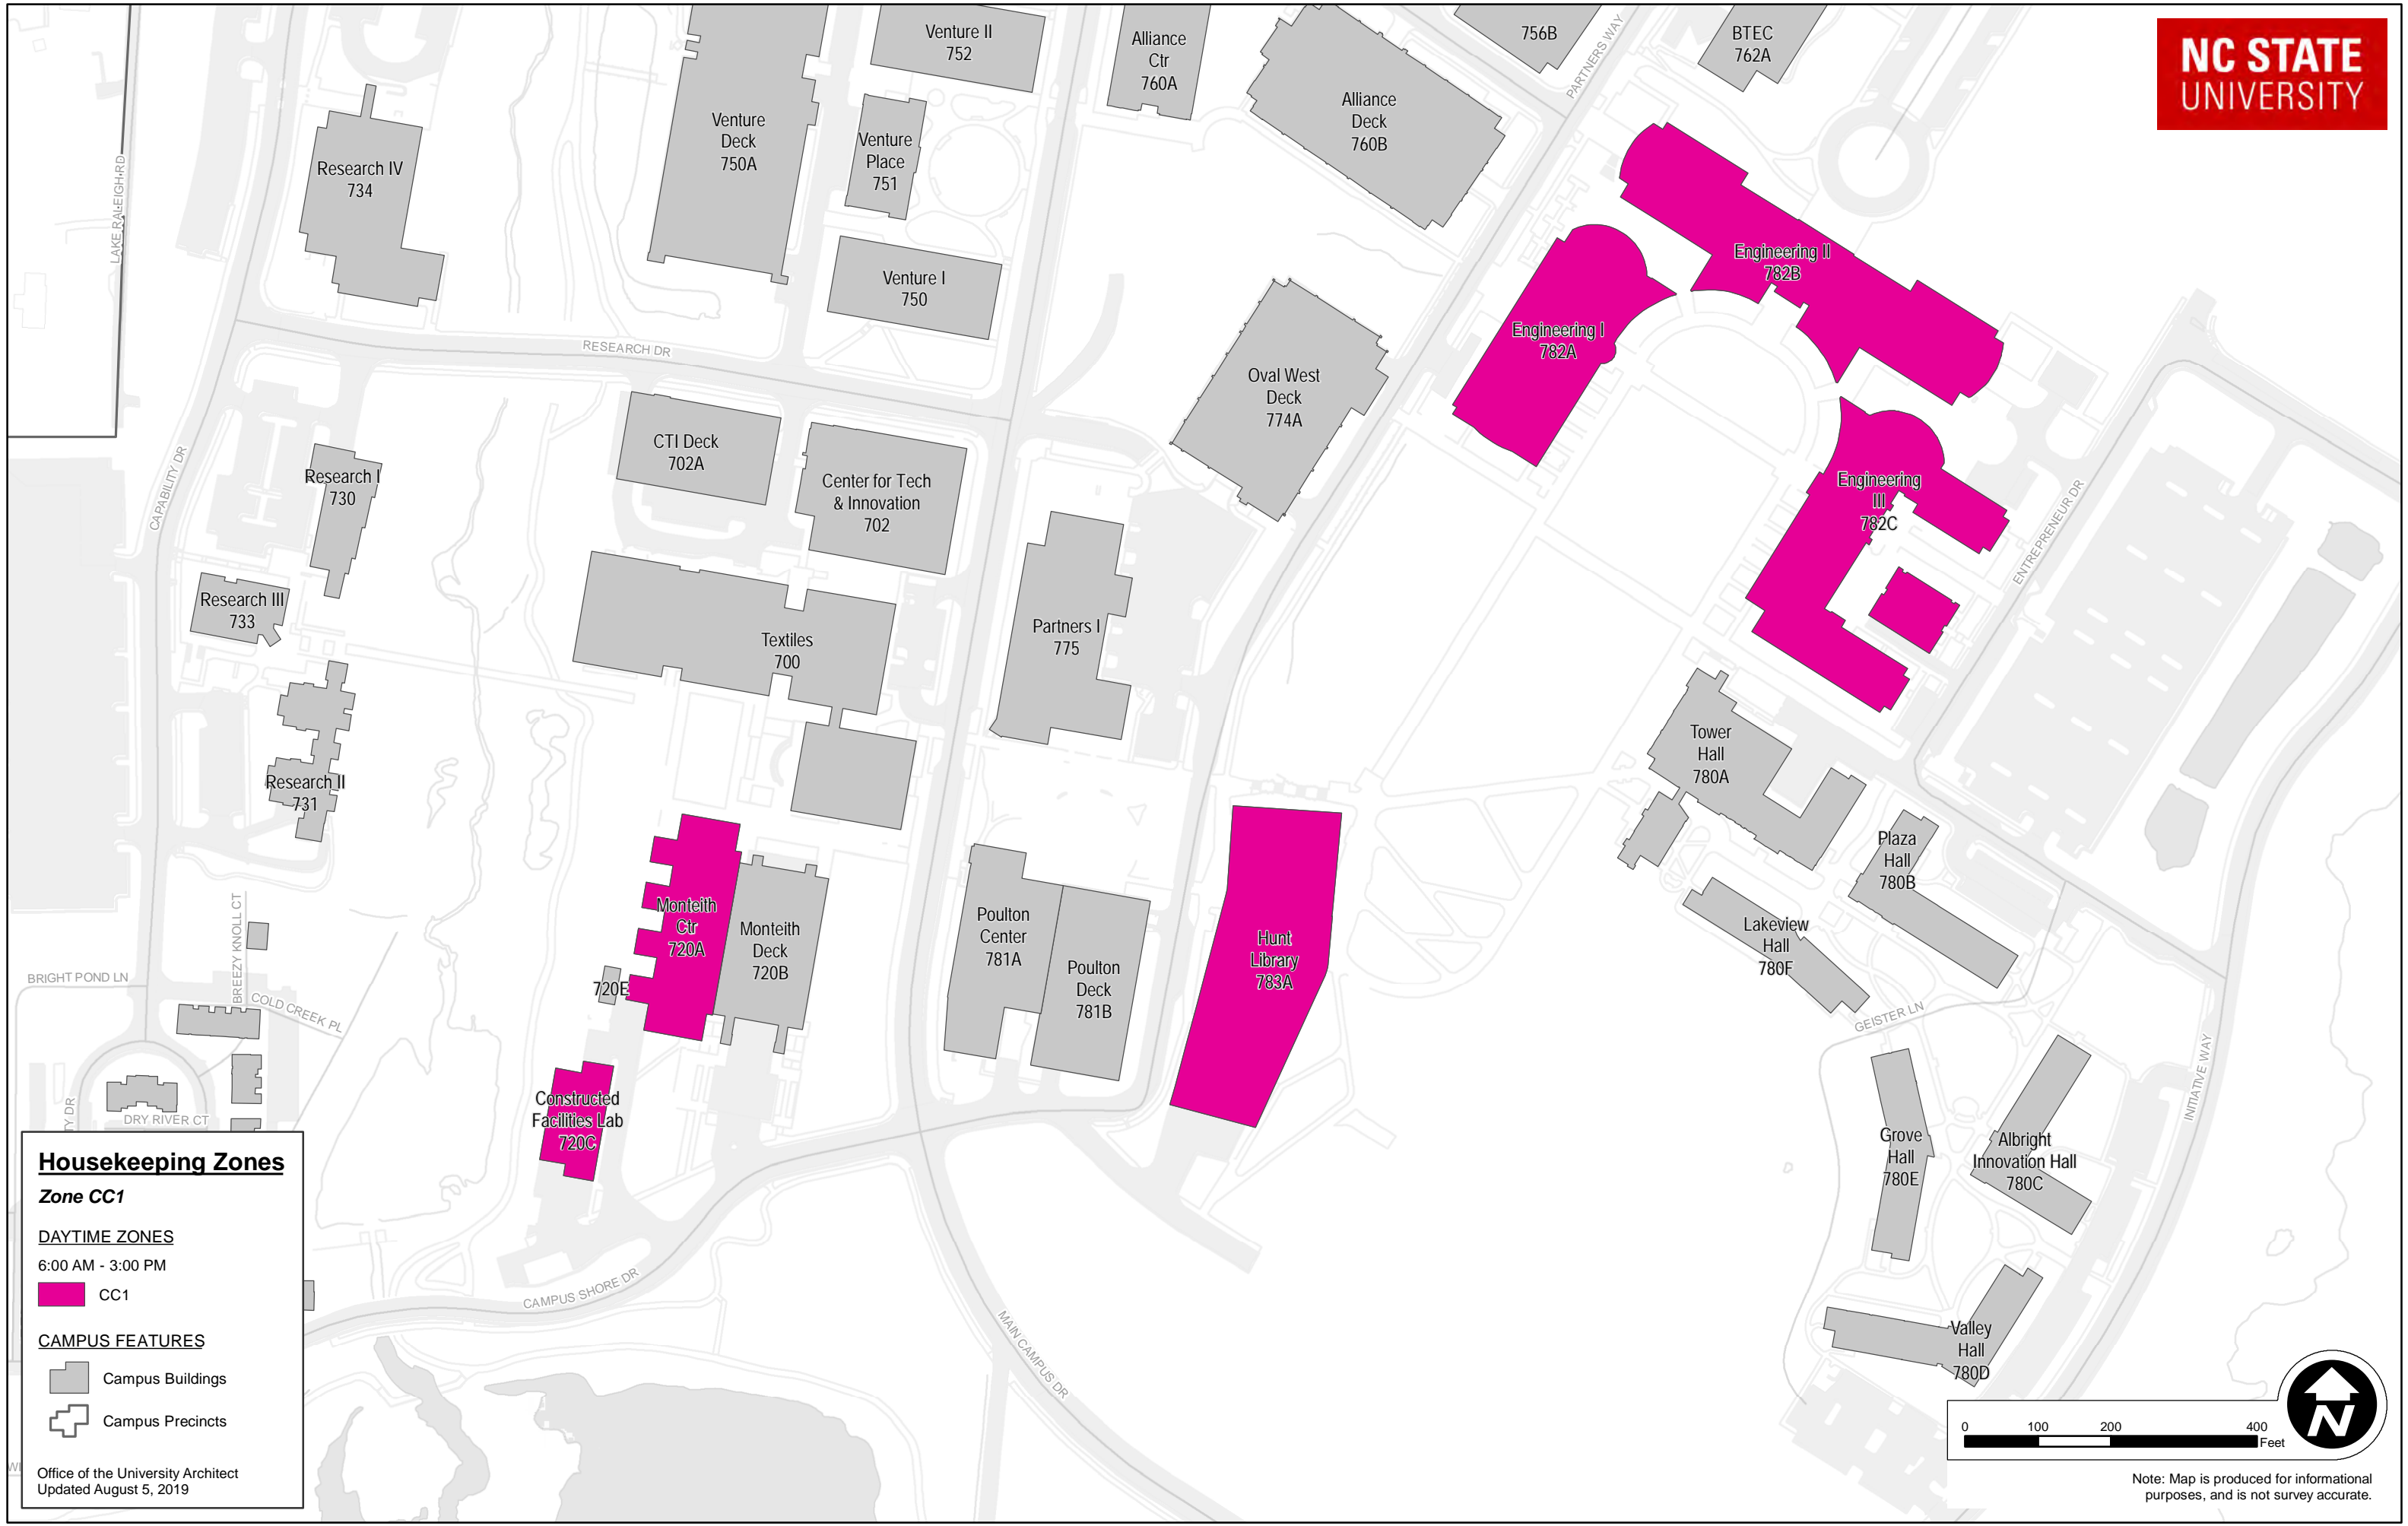 NC STATE
UNIVERSITY
Venture II
752
Alliance
Ctr
760A
756B
BTEC
762A
PARTNERS WAY
Alliance
Deck
760B
Venture
Deck
750A
Venture
Place
751
Research IV
734
LAKE RALEIGH RD
Engineering II
782B
Venture I
750
Engineering I
782A
RESEARCH DR
Oval West
Deck
774A
CTI Deck
702A
Center for Tech
& Innovation
702
Research I
730
CAPABILITY DR
Engineering
III
782C
ENTREPRENEUR DR
Research III
733
Textiles
700
Partners I
775
Tower
Hall
780A
Research II
731
Plaza
Hall
780B
Monteith
Ctr
720A
Monteith
Deck
720B
Poulton
Center
781A
Poulton
Deck
781B
Hunt
Library
783A
Lakeview
Hall
780F
720E
BREEZY KNOLL CT
BRIGHT POND LN
COLD CREEK PL
GEISTER LN
INITIATIVE WAY
Constructed
Facilities Lab
720C
Grove
Hall
780E
Albright
Innovation Hall
780C
DRY RIVER CT
TY DR
CAMPUS SHORE DR
MAIN CAMPUS DR
Valley
Hall
780D
Housekeeping Zones
Zone CC1
DAYTIME ZONES
6:00 AM - 3:00 PM
CC1
CAMPUS FEATURES
Campus Buildings
Campus Precincts
Office of the University Architect
Updated August 5, 2019
WI
0 100 200 400
Feet
N
Note: Map is produced for informational
purposes, and is not survey accurate.